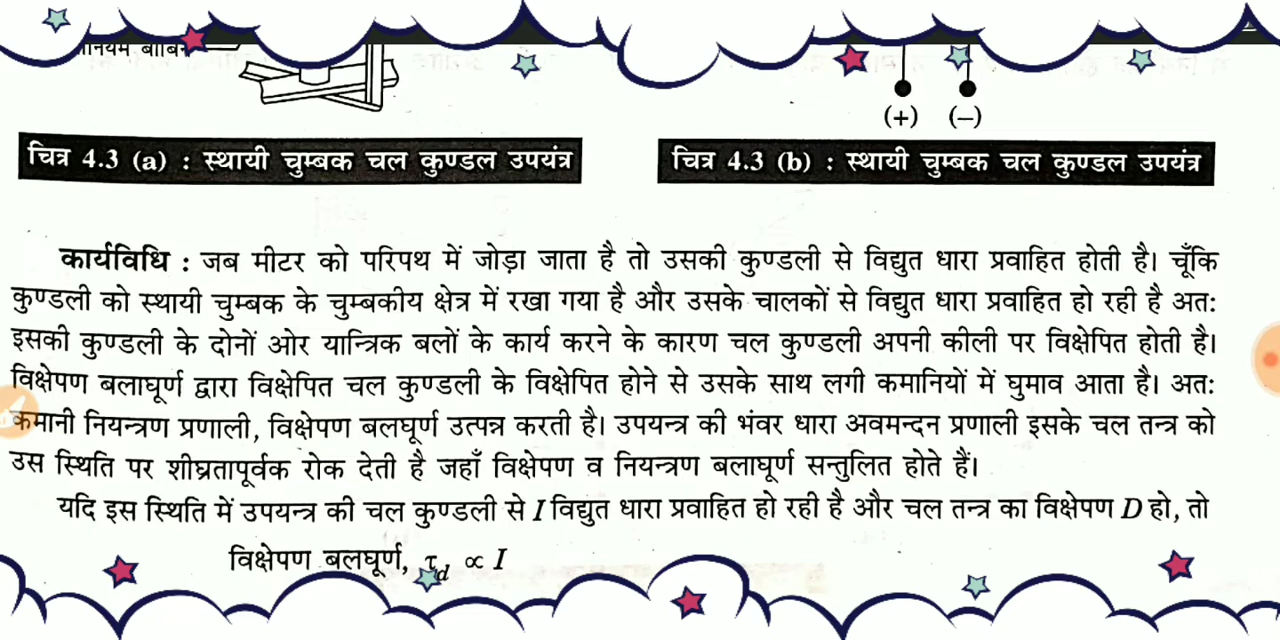 (+) (–)
चित्र 4.3 (a) : स्थायी चुम्बक चल कुण्डल उपयंत्र
चित्र 4.3 (b) : स्थायी चुम्बक चल कुण्डल उपयंत्र
कार्यविधि : जब मीटर को परिपथ में जोड़ा जाता है तो उसकी कुण्डली से विद्युत धारा प्रवाहित होती है। चूँकि
कुण्डली को स्थायी चुम्बक के चुम्बकीय क्षेत्र में रखा गया है और उसके चालकों से विद्युत धारा प्रवाहित हो रही है अत:
इसकी कुण्डली के दोनों ओर यान्त्रिक बलों के कार्य करने के कारण चल कुण्डली अपनी कीली पर विक्षेपित होती है।
विक्षेपण बलाघूर्ण द्वारा विक्षेपित चल कुण्डली के विक्षेपित होने से उसके साथ लगी कमानियों में घुमाव आता है। अत:
कमानी नियन्त्रण प्रणाली, विक्षेपण बलघूर्ण उत्पन्न करती है। उपयन्त्र की भंवर धारा अवमन्दन प्रणाली इसके चल तन्त्र को
उस स्थिति पर शीघ्रतापूर्वक रोक देती है जहाँ विक्षेपण व नियन्त्रण बलाघूर्ण सन्तुलित होते हैं।
यदि इस स्थिति में उपयन्त्र की चल कुण्डली से I विद्युत धारा प्रवाहित हो रही है और चल तन्त्र का विक्षेपण D हो, तो
विक्षेपण बलघूर्ण, τd ∝ I